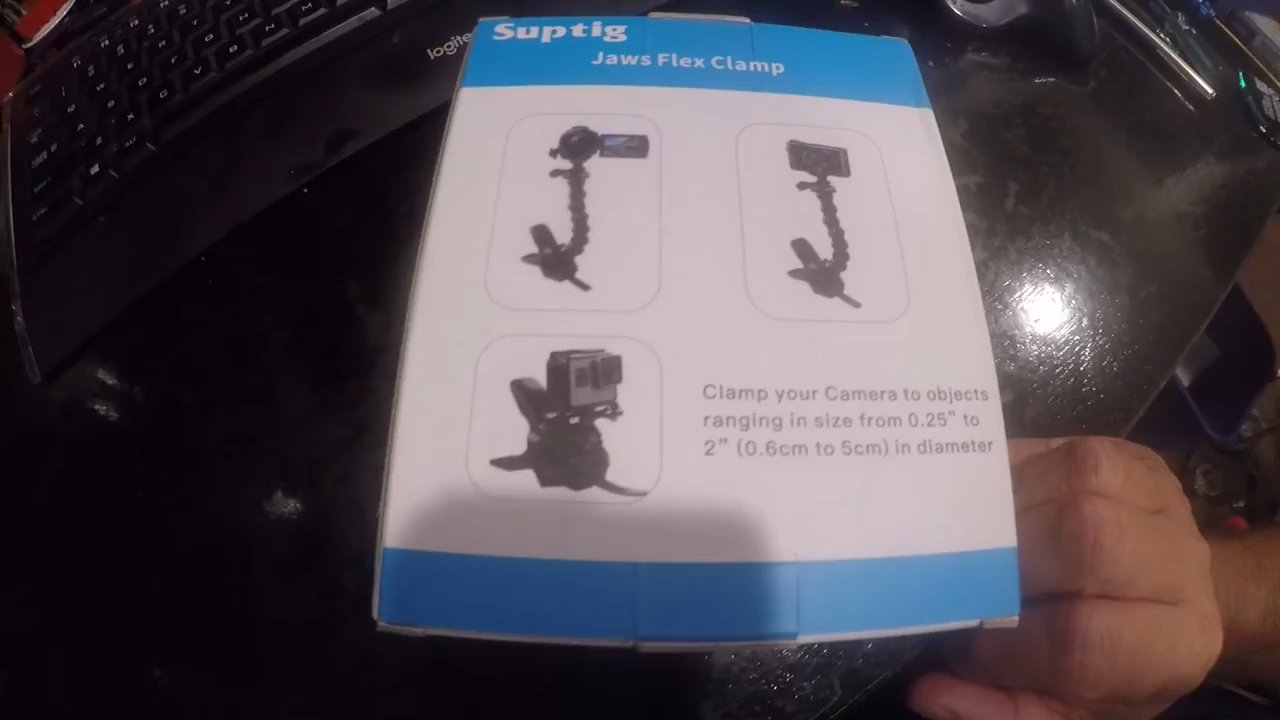 Suptig
Jaws Flex Clamp
logite
Clamp your Camera to objects
ranging in size from 0.25" to
2" (0.6cm to 5cm) in diameter